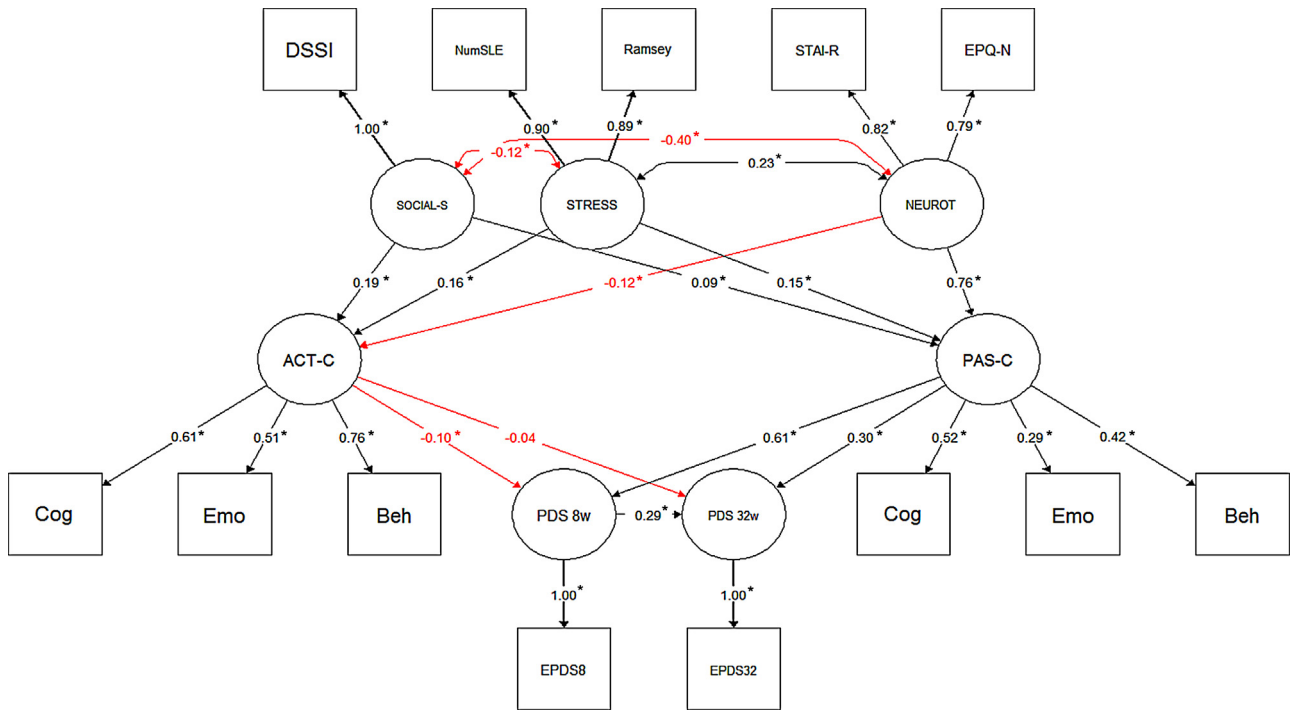 DSSI
NumSLE
Ramsey
STAI-R
EPQ-N
1.00*
0.90*
0.89*
-0.40*
0.82*
0.79*
-0.12*
0.23*
SOCIAL-S
STRESS
NEUROT
0.19*
0.16*
-0.12*
0.09*
0.15*
0.76*
ACT-C
PAS-C
0.61*
0.51*
0.76*
-0.10*
-0.04
0.61*
0.30*
0.52*
0.29*
0.42*
Cog
Emo
Beh
PDS 8w
0.29*
PDS 32w
Cog
Emo
Beh
1.00*
1.00*
EPDS8
EPDS32